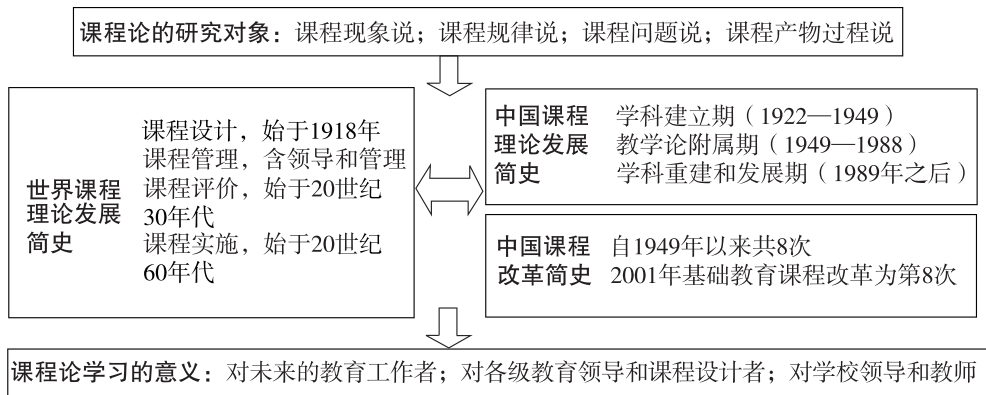 课程论的研究对象：课程现象说；课程规律说；课程问题说；课程产物过程说
世界课程
理论发展
简史
课程设计，始于1918年
课程管理，含领导和管理
课程评价，始于20世纪
30年代
课程实施，始于20世纪
60年代
中国课程
理论发展
简史
学科建立期（1922—1949）
教学论附属期（1949—1988）
学科重建和发展期（1989年之后）
中国课程
改革简史
自1949年以来共8次
2001年基础教育课程改革为第8次
课程论学习的意义：对未来的教育工作者；对各级教育领导和课程设计者；对学校领导和教师